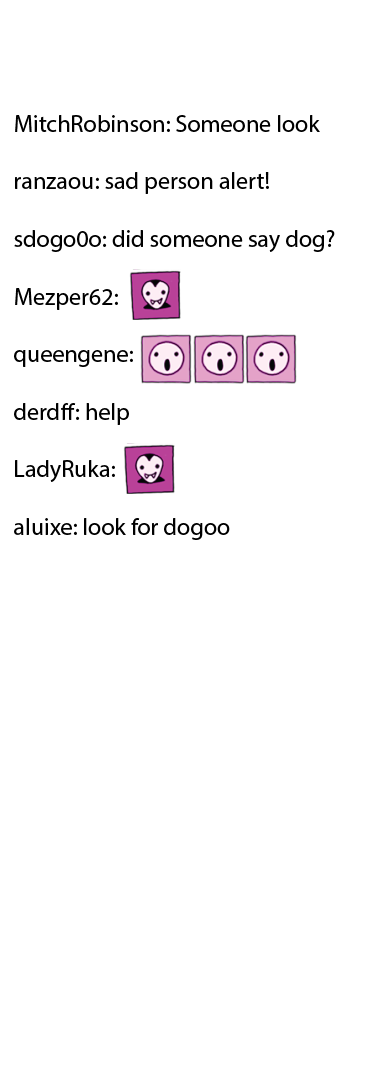 MitchRobinson: Someone look
ranzaou: sad person alert!
sdogo0o: did someone say dog?
Mezper62:
queengene:
derdff: help
LadyRuka:
aluixe: look for dogoo